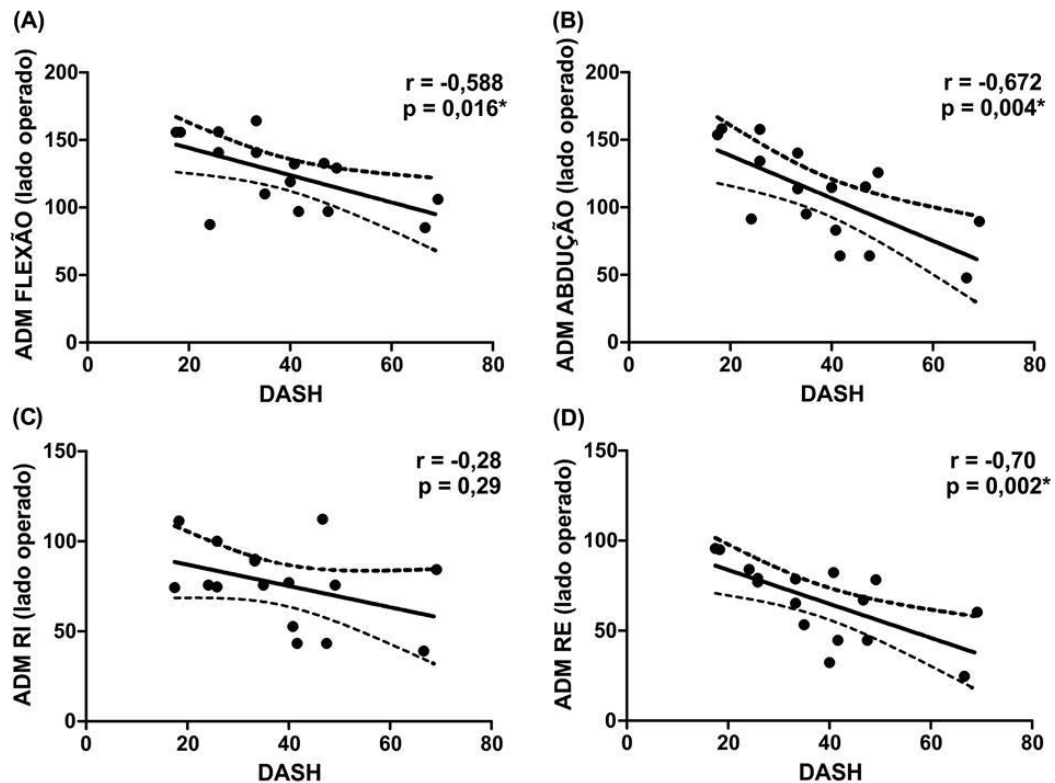 (A)
ADM FLEXÃO (lado operado)
200
150
100
50
0
r = -0,588
p = 0,016*
0 20 40 60 80
DASH
(B)
ADM ABDUÇÃO (lado operado)
200
150
100
50
0
r = -0,672
p = 0,004*
0 20 40 60 80
DASH
(C)
ADM RI (lado operado)
150
100
50
0
r = -0,28
p = 0,29
0 20 40 60 80
DASH
(D)
ADM RE (lado operado)
150
100
50
0
r = -0,70
p = 0,002*
0 20 40 60 80
DASH